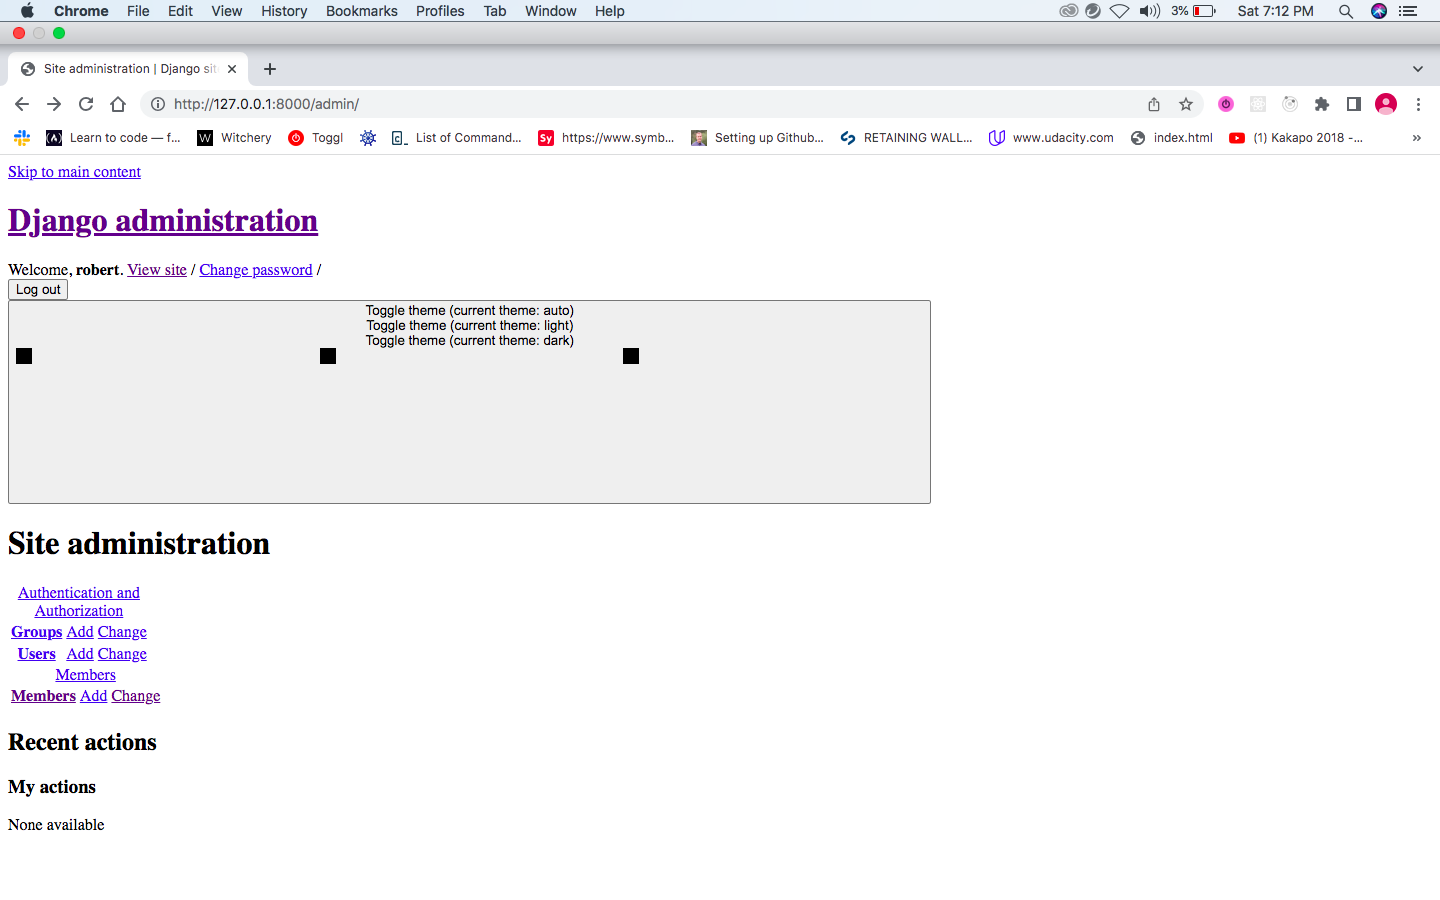 Chrome File Edit View History Bookmarks Profiles Tab Window Help 3% Sat 7:12 PM
Site administration | Django sit
http://127.0.0.1:8000/admin/
Learn to code — f... W Witchery Toggl List of Command... Sy https://www.symb... Setting up Github... RETAINING WALL... www.udacity.com index.html (1) Kakapo 2018 -... »
Skip to main content
Django administration
Welcome, robert. View site / Change password /
Log out
Toggle theme (current theme: auto)
Toggle theme (current theme: light)
Toggle theme (current theme: dark)
Site administration
Authentication and
Authorization
Groups Add Change
Users Add Change
Members
Members Add Change
Recent actions
My actions
None available